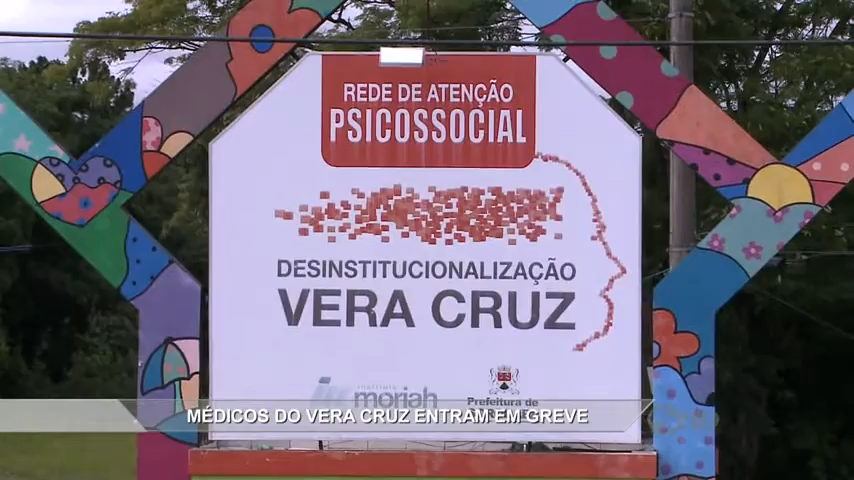 REDE DE ATENÇÃO
PSICOSSOCIAL
DESINSTITUCIONALIZAÇÃO
VERA CRUZ
instituto
moriah
Prefeitura de
MÉDICOS DO VERA CRUZ ENTRAM EM GREVE